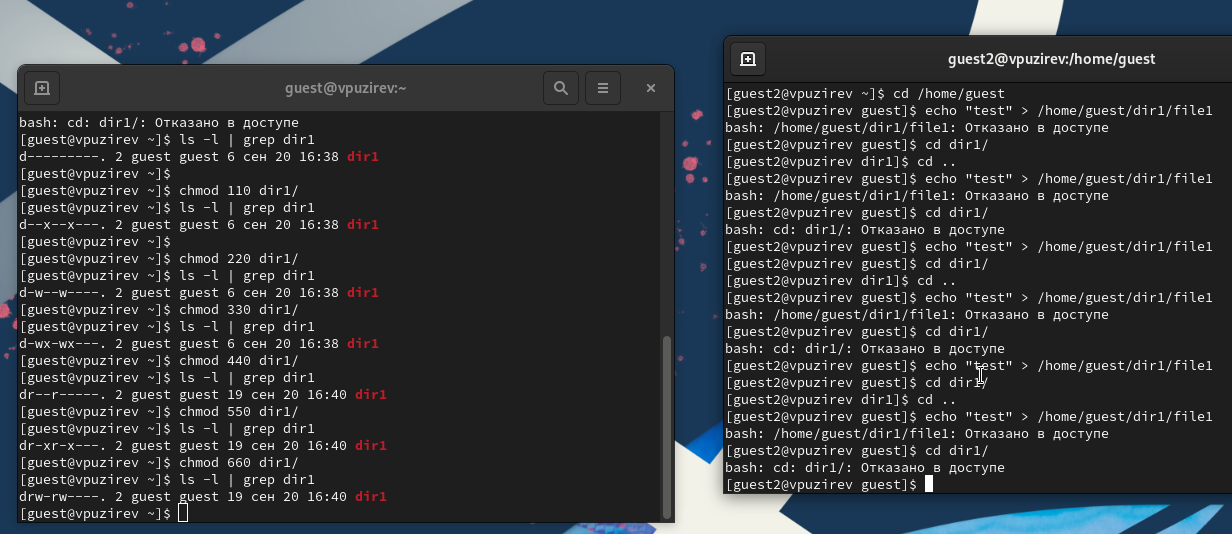 guest@vpuzirev:~
bash: cd: dir1/: Отказано в доступе
[guest@vpuzirev ~]$ ls -l | grep dir1
d---------. 2 guest guest 6 сен 20 16:38 dir1
[guest@vpuzirev ~]$
[guest@vpuzirev ~]$ chmod 110 dir1/
[guest@vpuzirev ~]$ ls -l | grep dir1
d--x--x---. 2 guest guest 6 сен 20 16:38 dir1
[guest@vpuzirev ~]$
[guest@vpuzirev ~]$ chmod 220 dir1/
[guest@vpuzirev ~]$ ls -l | grep dir1
d-w--w----. 2 guest guest 6 сен 20 16:38 dir1
[guest@vpuzirev ~]$ chmod 330 dir1/
[guest@vpuzirev ~]$ ls -l | grep dir1
d-wx-wx---. 2 guest guest 6 сен 20 16:38 dir1
[guest@vpuzirev ~]$ chmod 440 dir1/
[guest@vpuzirev ~]$ ls -l | grep dir1
dr--r-----. 2 guest guest 19 сен 20 16:40 dir1
[guest@vpuzirev ~]$ chmod 550 dir1/
[guest@vpuzirev ~]$ ls -l | grep dir1
dr-xr-x---. 2 guest guest 19 сен 20 16:40 dir1
[guest@vpuzirev ~]$ chmod 660 dir1/
[guest@vpuzirev ~]$ ls -l | grep dir1
drw-rw----. 2 guest guest 19 сен 20 16:40 dir1
[guest@vpuzirev ~]$
guest2@vpuzirev:/home/guest
[guest2@vpuzirev ~]$ cd /home/guest
[guest2@vpuzirev guest]$ echo "test" > /home/guest/dir1/file1
bash: /home/guest/dir1/file1: Отказано в доступе
[guest2@vpuzirev guest]$ cd dir1/
[guest2@vpuzirev dir1]$ cd ..
[guest2@vpuzirev guest]$ echo "test" > /home/guest/dir1/file1
bash: /home/guest/dir1/file1: Отказано в доступе
[guest2@vpuzirev guest]$ cd dir1/
bash: cd: dir1/: Отказано в доступе
[guest2@vpuzirev guest]$ echo "test" > /home/guest/dir1/file1
[guest2@vpuzirev guest]$ cd dir1/
[guest2@vpuzirev dir1]$ cd ..
[guest2@vpuzirev guest]$ echo "test" > /home/guest/dir1/file1
bash: /home/guest/dir1/file1: Отказано в доступе
[guest2@vpuzirev guest]$ cd dir1/
bash: cd: dir1/: Отказано в доступе
[guest2@vpuzirev guest]$ echo "test" > /home/guest/dir1/file1
[guest2@vpuzirev guest]$ cd dir1/
[guest2@vpuzirev dir1]$ cd ..
[guest2@vpuzirev guest]$ echo "test" > /home/guest/dir1/file1
bash: /home/guest/dir1/file1: Отказано в доступе
[guest2@vpuzirev guest]$ cd dir1/
bash: cd: dir1/: Отказано в доступе
[guest2@vpuzirev guest]$